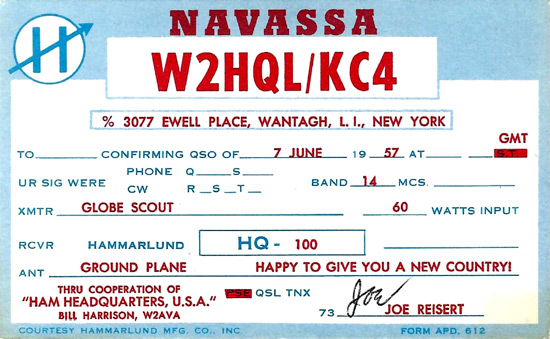 H
NAVASSA
W2HQL/KC4
% 3077 EWELL PLACE, WANTAGH, L. I., NEW YORK
GMT
TO CONFIRMING QSO OF 7 JUNE 19 57 AT S.T.
PHONE Q S
UR SIG WERE BAND 14 MCS.
CW R S T
XMTR GLOBE SCOUT 60 WATTS INPUT
RCVR HAMMARLUND HQ - 100
ANT GROUND PLANE HAPPY TO GIVE YOU A NEW COUNTRY!
THRU COOPERATION OF PSE QSL TNX
"HAM HEADQUARTERS, U.S.A." Joe
BILL HARRISON, W2AVA 73 JOE REISERT
COURTESY HAMMARLUND MFG. CO., INC FORM APD. 612